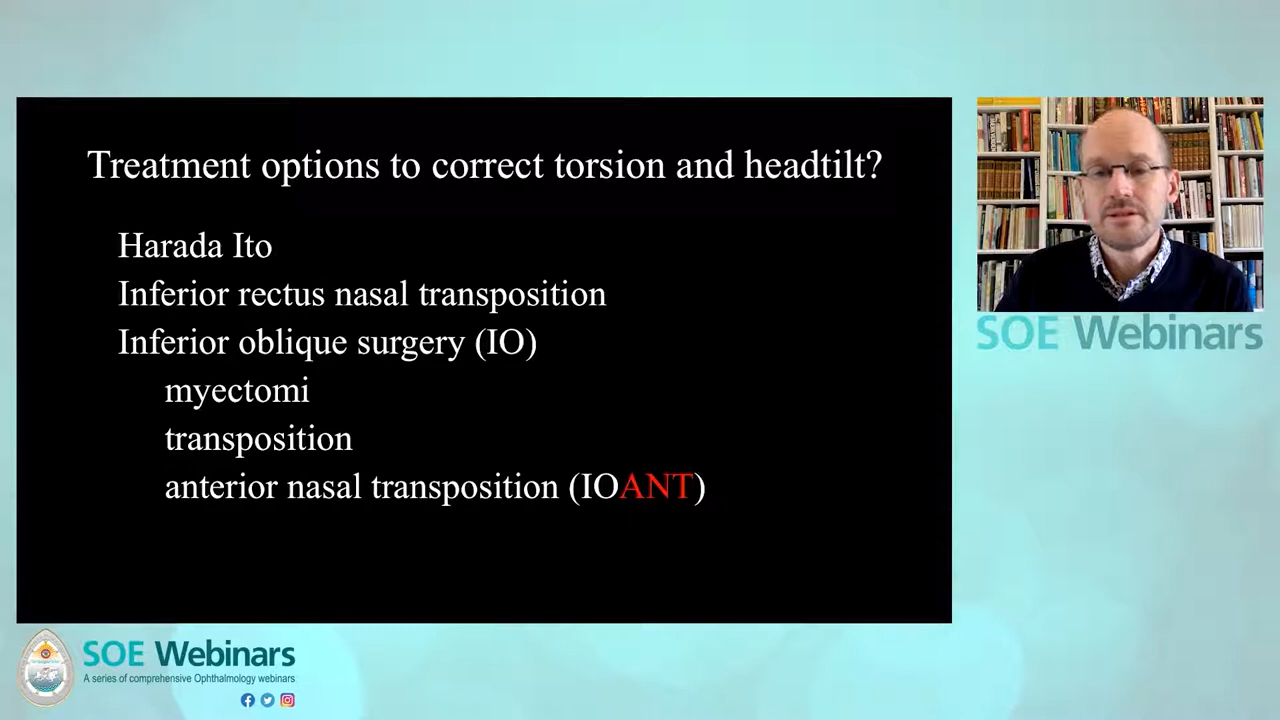 Treatment options to correct torsion and headtilt?
Harada Ito
Inferior rectus nasal transposition
Inferior oblique surgery (IO)
myectomi
transposition
anterior nasal transposition (IOANT)
SOE Webinars
SOE Webinars
A series of comprehensive Ophthalmology webinars